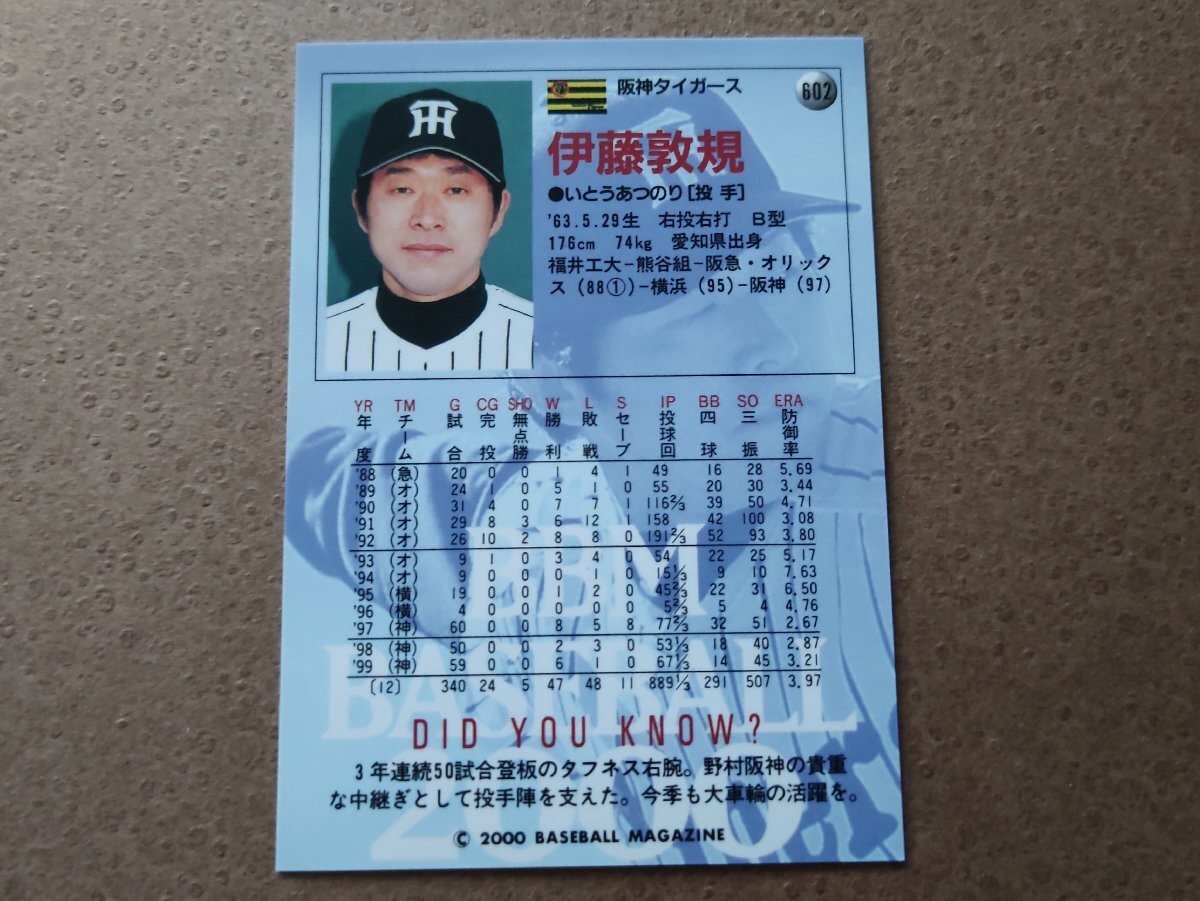 阪神タイガース
602
伊藤敦規
●いとうあつのり[投 手]
'63.5.29生 右投右打 B型
176cm 74kg 愛知県出身
福井工大－熊谷組－阪急・オリック
ス(88①)－横浜(95)－阪神(97)
YR TM G CG SHO W L S IP BB SO ERA
年度 チーム 試合 完投 無点勝 勝利 敗戦 セーブ 投球回 四球 三振 防御率
'88 (急) 20 0 0 1 4 1 49 16 28 5.69
'89 (オ) 24 1 0 5 1 0 55 20 30 3.44
'90 (オ) 31 4 0 7 7 1 116⅔ 39 50 4.71
'91 (オ) 29 8 3 6 12 1 158 42 100 3.08
'92 (オ) 26 10 2 8 8 0 191⅔ 52 93 3.80
'93 (オ) 9 1 0 3 4 0 54 22 25 5.17
'94 (オ) 9 0 0 0 1 0 15⅓ 9 10 7.63
'95 (横) 19 0 0 1 2 0 45⅔ 22 31 6.50
'96 (横) 4 0 0 0 0 0 5⅔ 5 4 4.76
'97 (神) 60 0 0 8 5 8 77⅔ 32 51 2.67
'98 (神) 50 0 0 2 3 0 53⅓ 18 40 2.87
'99 (神) 59 0 0 6 1 0 67⅓ 14 45 3.21
〔12〕 340 24 5 47 48 11 889⅓ 291 507 3.97
BBM
BASEBALL
2000
DID YOU KNOW?
3年連続50試合登板のタフネス右腕。野村阪神の貴重
な中継ぎとして投手陣を支えた。今季も大車輪の活躍を。
© 2000 BASEBALL MAGAZINE